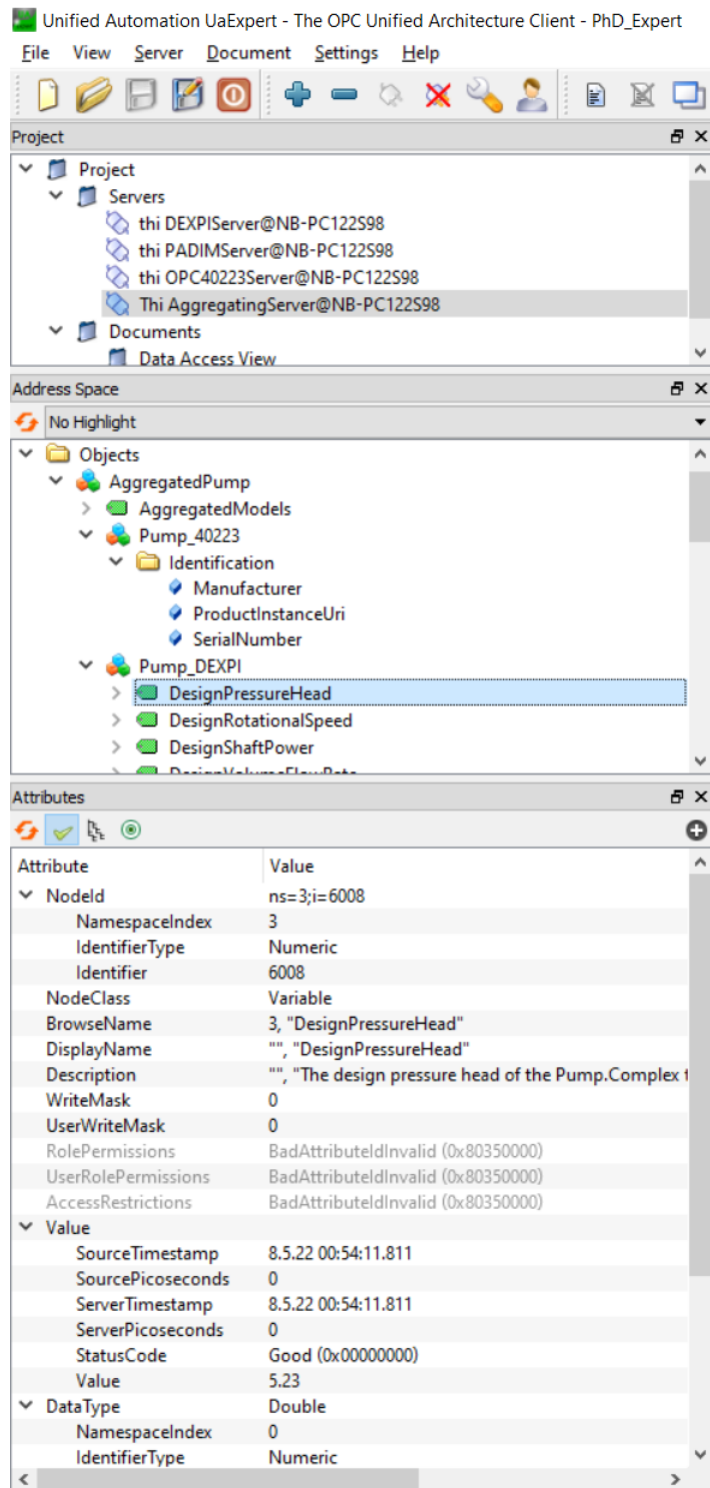 Unified Automation UaExpert - The OPC Unified Architecture Client - PhD_Expert
File View Server Document Settings Help
Project
Project
Servers
thi DEXPIServer@NB-PC122S98
thi PADIMServer@NB-PC122S98
thi OPC40223Server@NB-PC122S98
Thi AggregatingServer@NB-PC122S98
Documents
Data Access View
Address Space
No Highlight
Objects
AggregatedPump
AggregatedModels
Pump_40223
Identification
Manufacturer
ProductInstanceUri
SerialNumber
Pump_DEXPI
DesignPressureHead
DesignRotationalSpeed
DesignShaftPower
DesignVolumeFlowRate
Attributes
Attribute Value
NodeId ns=3;i=6008
NamespaceIndex 3
IdentifierType Numeric
Identifier 6008
NodeClass Variable
BrowseName 3, "DesignPressureHead"
DisplayName "", "DesignPressureHead"
Description "", "The design pressure head of the Pump.Complex t
WriteMask 0
UserWriteMask 0
RolePermissions BadAttributeIdInvalid (0x80350000)
UserRolePermissions BadAttributeIdInvalid (0x80350000)
AccessRestrictions BadAttributeIdInvalid (0x80350000)
Value
SourceTimestamp 8.5.22 00:54:11.811
SourcePicoseconds 0
ServerTimestamp 8.5.22 00:54:11.811
ServerPicoseconds 0
StatusCode Good (0x00000000)
Value 5.23
DataType Double
NamespaceIndex 0
IdentifierType Numeric